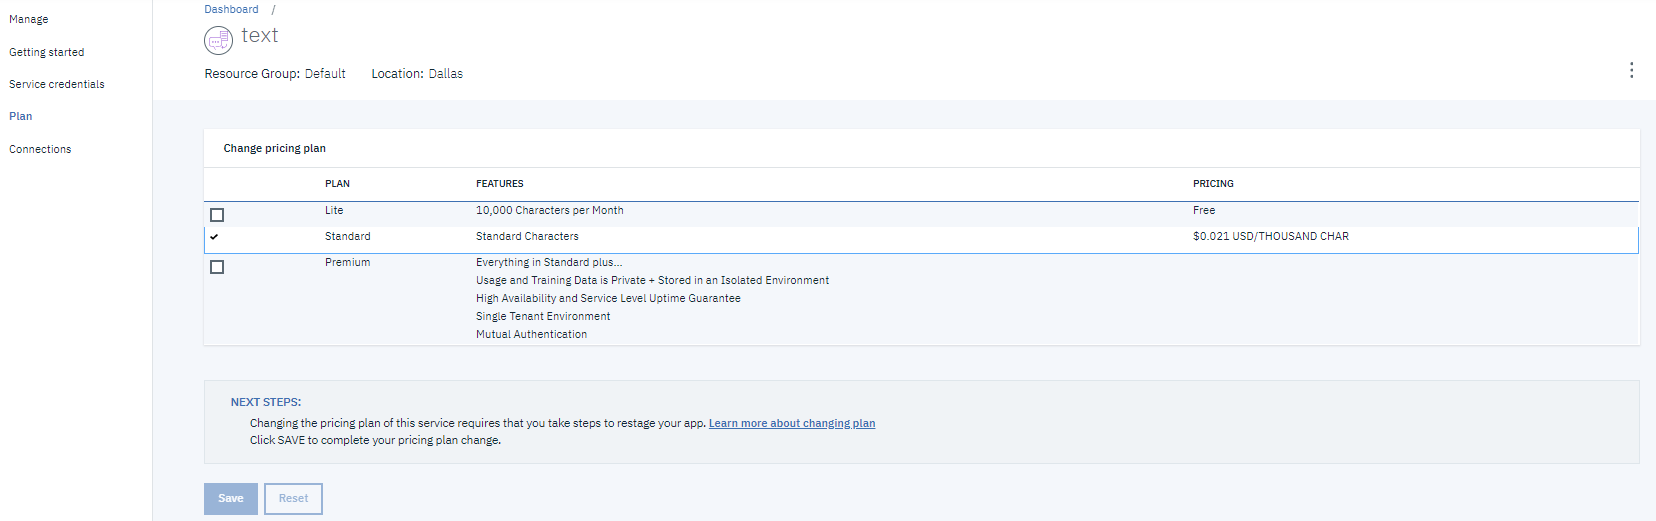 Manage
Getting started
Service credentials
Plan
Connections
Dashboard /
text
Resource Group: Default Location: Dallas
Change pricing plan
PLAN FEATURES PRICING
Lite 10,000 Characters per Month Free
Standard Standard Characters $0.021 USD/THOUSAND CHAR
Premium Everything in Standard plus...
Usage and Training Data is Private + Stored in an Isolated Environment
High Availability and Service Level Uptime Guarantee
Single Tenant Environment
Mutual Authentication
NEXT STEPS:
Changing the pricing plan of this service requires that you take steps to restage your app. Learn more about changing plan
Click SAVE to complete your pricing plan change.
Save Reset